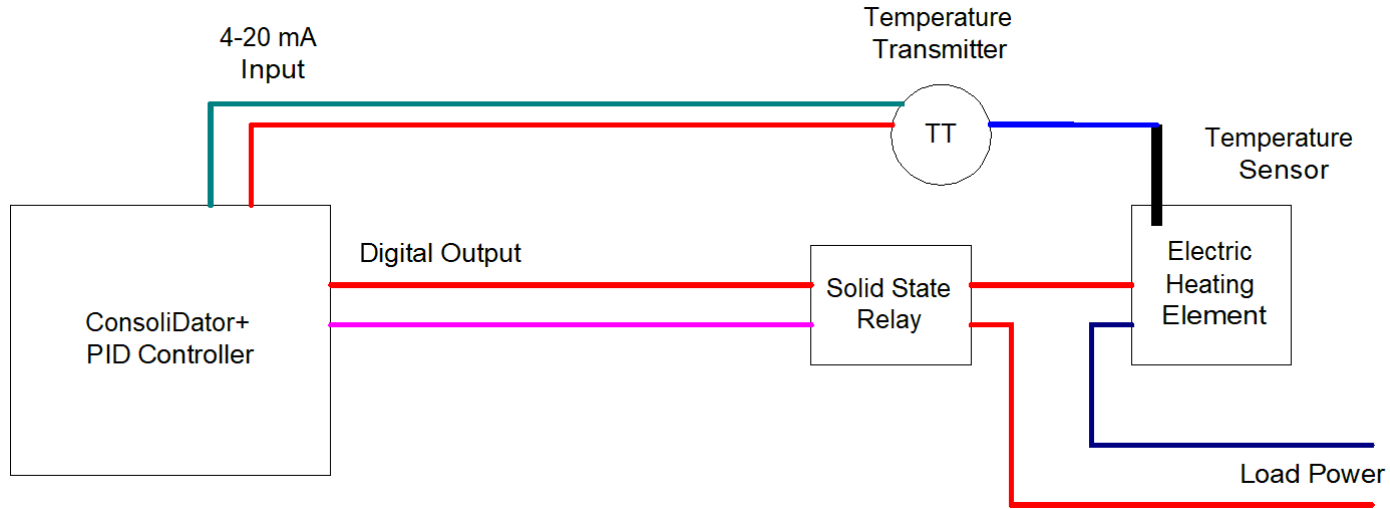 4-20 mA
Input
Temperature
Transmitter
TT
Temperature
Sensor
Digital Output
ConsoliDator+
PID Controller
Solid State
Relay
Electric
Heating
Element
Load Power